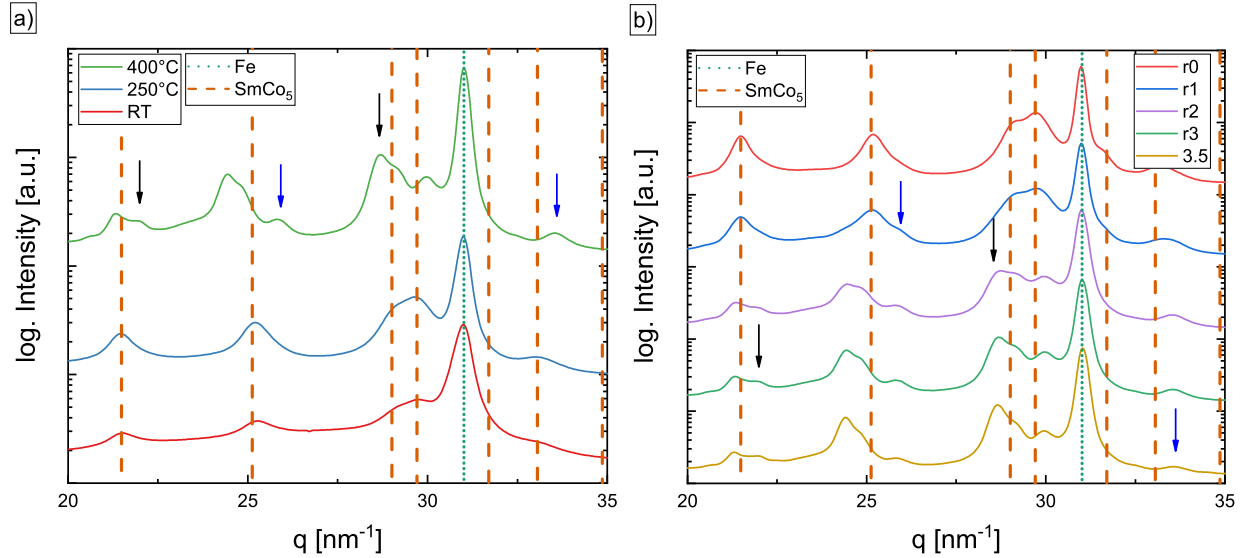 a)
400°C
250°C
RT
Fe
SmCo₅
log. Intensity [a.u.]
20 25 30 35
q [nm⁻¹]
b)
Fe
SmCo₅
r0
r1
r2
r3
3.5
log. Intensity [a.u.]
20 25 30 35
q [nm⁻¹]